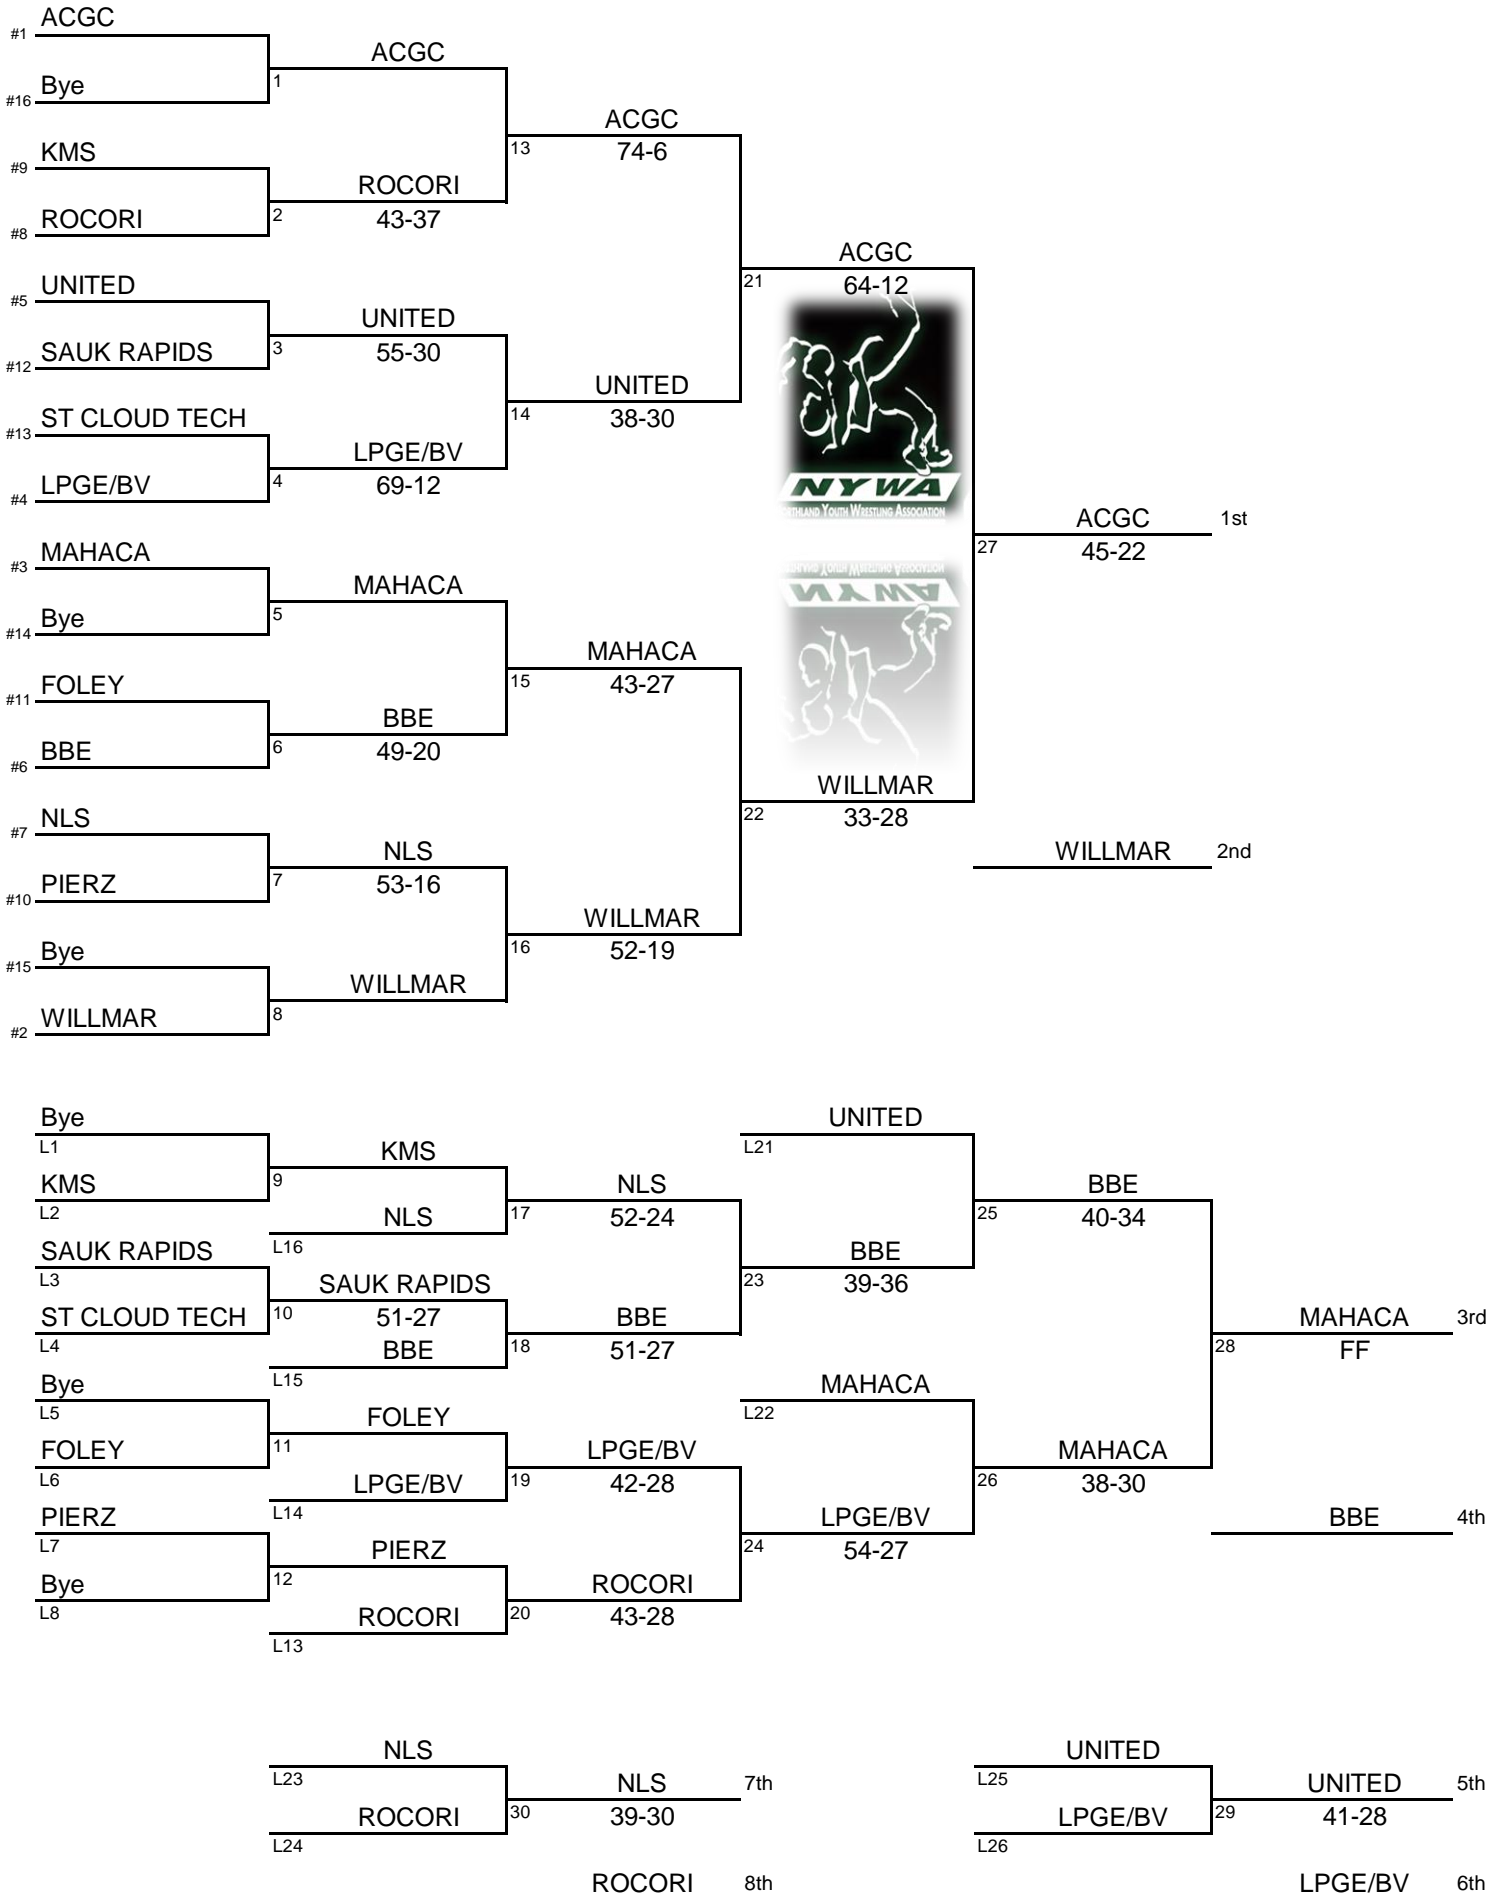 ACGC
#1
ACGC
Bye
1
#16
ACGC
KMS
13
74-6
#9
ROCORI
ROCORI
2
43-37
#8
ACGC
UNITED
21
64-12
#5
UNITED
SAUK RAPIDS
3
55-30
#12
UNITED
ST CLOUD TECH
14
38-30
#13
LPGE/BV
LPGE/BV
4
69-12
#4
NYWA
NORTHLAND YOUTH WRESTLING ASSOCIATION
ACGC
1st
27
45-22
MAHACA
#3
MAHACA
Bye
5
#14
MAHACA
FOLEY
15
43-27
#11
BBE
BBE
6
49-20
#6
WILLMAR
NLS
22
33-28
#7
NLS
WILLMAR
2nd
PIERZ
7
53-16
#10
WILLMAR
Bye
16
52-19
#15
WILLMAR
WILLMAR
8
#2
Bye
UNITED
L1
L21
KMS
KMS
9
NLS
BBE
L2
NLS
17
52-24
25
40-34
SAUK RAPIDS
L16
BBE
L3
SAUK RAPIDS
23
39-36
ST CLOUD TECH
10
51-27
BBE
MAHACA
3rd
L4
BBE
18
51-27
28
FF
Bye
L15
MAHACA
L5
FOLEY
L22
FOLEY
11
LPGE/BV
MAHACA
L6
LPGE/BV
19
42-28
26
38-30
PIERZ
L14
LPGE/BV
BBE
4th
L7
PIERZ
24
54-27
Bye
12
ROCORI
L8
ROCORI
20
43-28
L13
NLS
UNITED
L23
NLS
7th
L25
UNITED
5th
ROCORI
30
39-30
LPGE/BV
29
41-28
L24
L26
ROCORI
8th
LPGE/BV
6th